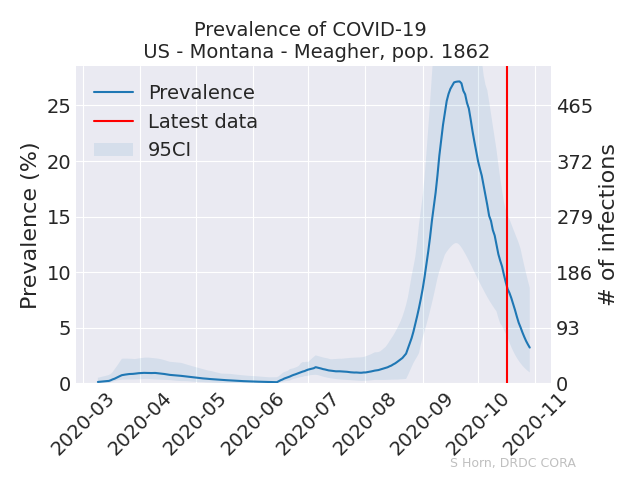 Prevalence of COVID-19
US - Montana - Meagher, pop. 1862
Prevalence
Latest data
95CI
Prevalence (%)
25
20
15
10
5
0
465
372
279
186
93
0
# of infections
2020-03
2020-04
2020-05
2020-06
2020-07
2020-08
2020-09
2020-10
2020-11
S Horn, DRDC CORA